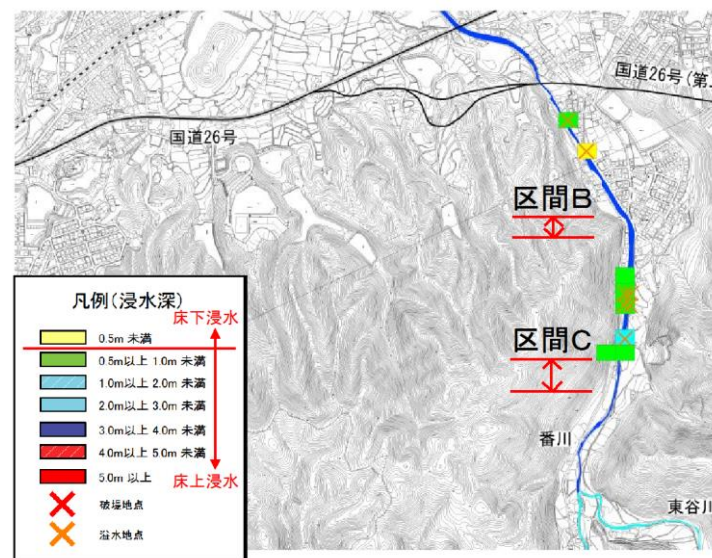 国道26号(第
国道26号
区間B
凡例(浸水深)
床下浸水
0.5m 未満
0.5m以上 1.0m 未満
1.0m以上 2.0m 未満
2.0m以上 3.0m 未満
3.0m以上 4.0m 未満
4.0m以上 5.0m 未満
5.0m 以上
床上浸水
破堤地点
溢水地点
区間C
番川
東谷川